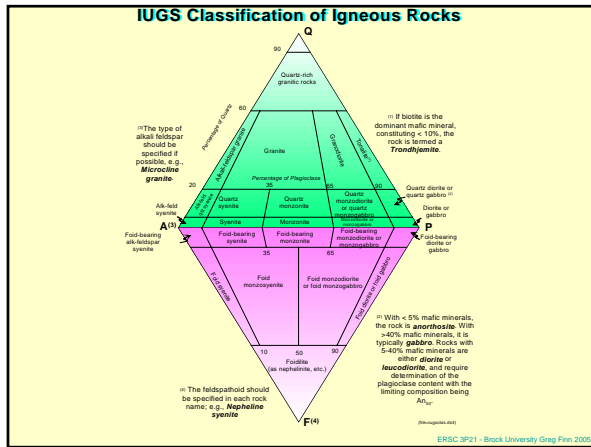 IUGS Classification of Igneous Rocks
Q
90
Quartz-rich
granitic rocks
60
Percentage of Quartz
(3)The type of
alkali feldspar
should be
specified if
possible, e.g.,
Microcline
granite.
(1) If biotite is the
dominant mafic mineral,
constituting < 10%, the
rock is termed a
Trondhjemite.
Alkali-feldspar granite
Granite
Granodiorite
Tonalite(1)
Percentage of Plagioclase
20
35
65
90
Quartz
syenite
Quartz
monzonite
Quartz
monzodiorite
or quartz
monzogabbro
Quartz diorite or
quartz gabbro (2)
Alk-feld
syenite
Syenite
Monzonite
Diorite or
gabbro
A(3)
P
Foid-bearing
alk-feldspar
syenite
Foid-bearing
syenite
Foid-bearing
monzonite
Foid-bearing
monzodiorite or
monzogabbro
Foid-bearing
diorite or
gabbro
35
65
Foid syenite
Foid
monzosyenite
Foid monzodiorite
or foid monzogabbro
Foid diorite or foid gabbro
(2) With < 5% mafic minerals,
the rock is anorthosite. With
>40% mafic minerals, it is
typically gabbro. Rocks with
5-40% mafic minerals are
either diorite or
leucodiorite, and require
determination of the
plagioclase content with the
limiting composition being
10
50
90
Foidilite
(as nephelinite, etc.)
The feldspathoid should
be specified in each rock
name; e.g., Nepheline
syenite
F(4)
ERSC 3P21 - Brock University Greg Finn 2005